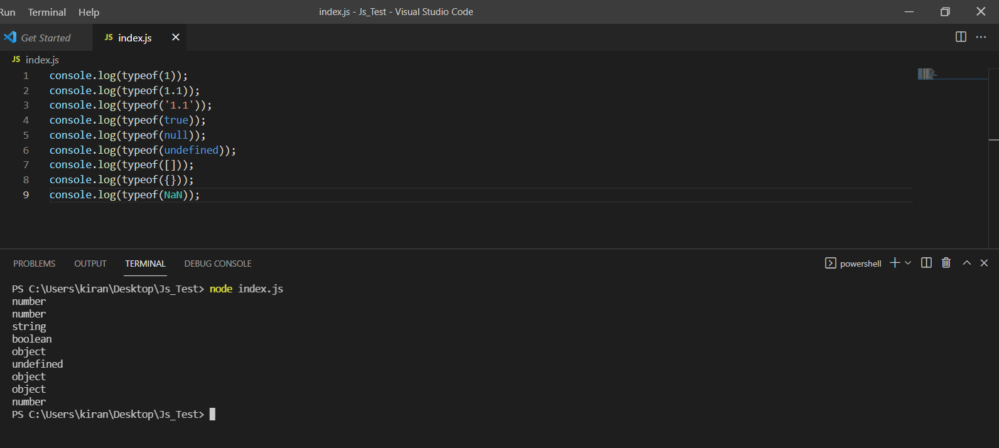 Run Terminal Help index.js - Js_Test - Visual Studio Code
Get Started JS index.js
JS index.js
1 console.log(typeof(1));
2 console.log(typeof(1.1));
3 console.log(typeof('1.1'));
4 console.log(typeof(true));
5 console.log(typeof(null));
6 console.log(typeof(undefined));
7 console.log(typeof([]));
8 console.log(typeof({}));
9 console.log(typeof(NaN));
PROBLEMS OUTPUT TERMINAL DEBUG CONSOLE powershell
PS C:\Users\kiran\Desktop\Js_Test> node index.js
number
number
string
boolean
object
undefined
object
object
number
PS C:\Users\kiran\Desktop\Js_Test>